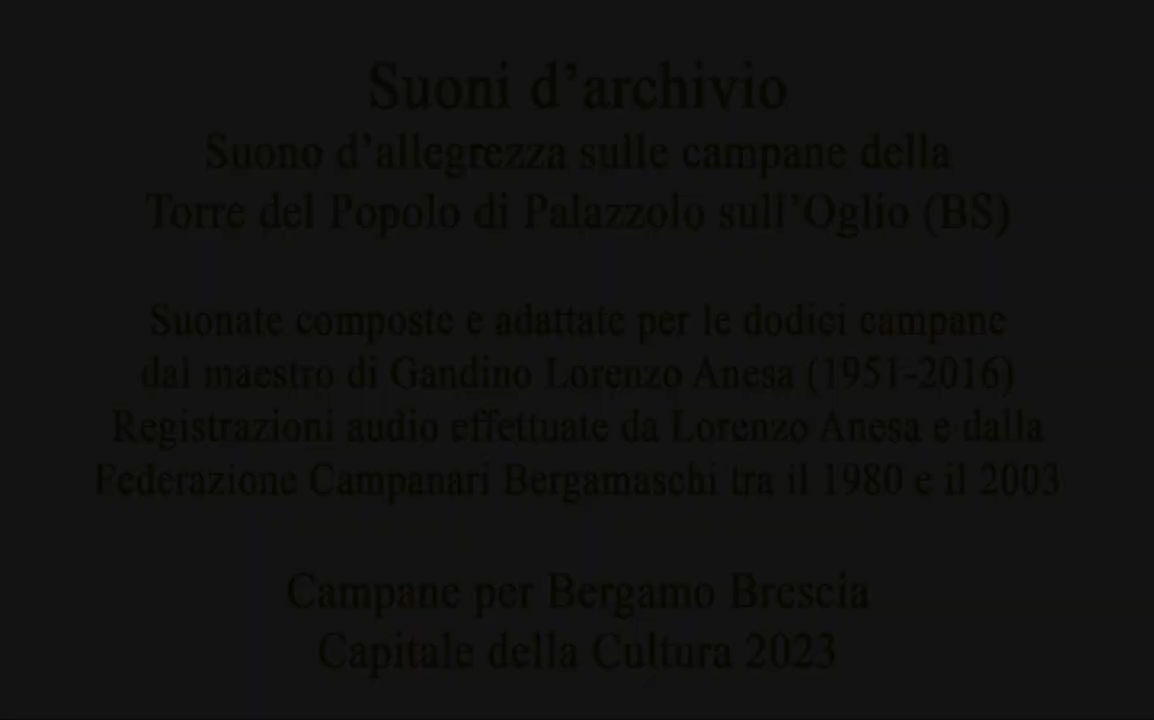 Suoni d’archivio
Suono d’allegrezza sulle campane della
Torre del Popolo di Palazzolo sull’Oglio (BS)
Suonate composte e adattate per le dodici campane
dal maestro di Gandino Lorenzo Anesa (1951-2016)
Registrazioni audio effettuate da Lorenzo Anesa e dalla
Federazione Campanari Bergamaschi tra il 1980 e il 2003
Campane per Bergamo Brescia
Capitale della Cultura 2023